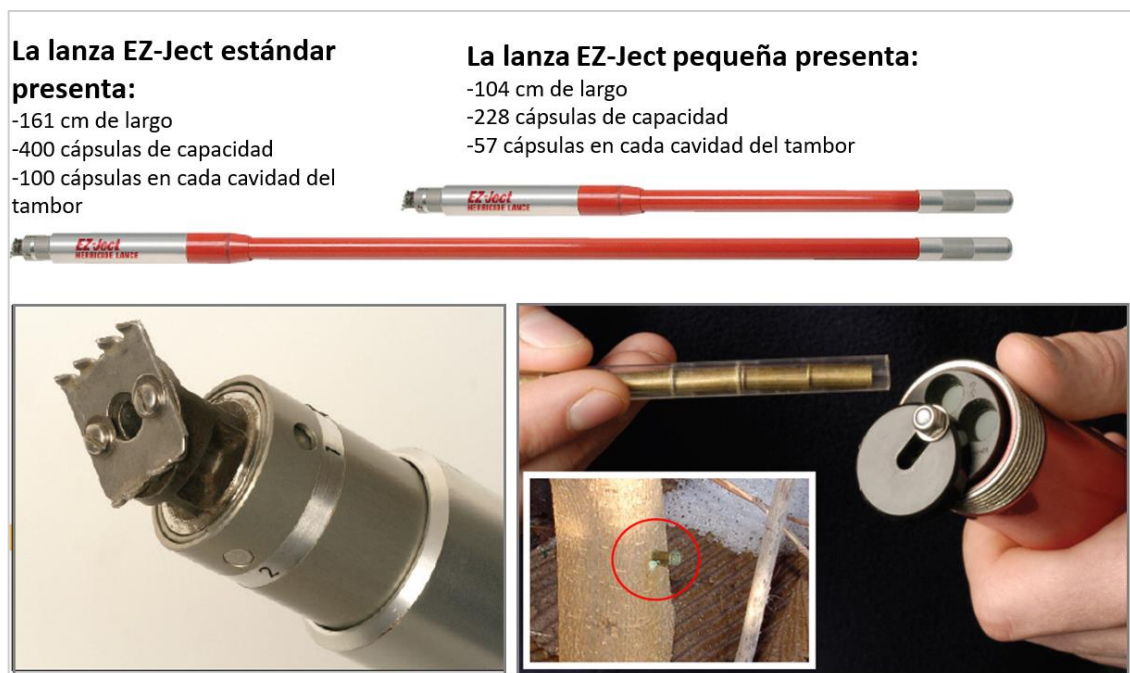 La lanza EZ-Ject estándar
presenta:
-161 cm de largo
-400 cápsulas de capacidad
-100 cápsulas en cada cavidad del
tambor
La lanza EZ-Ject pequeña presenta:
-104 cm de largo
-228 cápsulas de capacidad
-57 cápsulas en cada cavidad del tambor
EZ-Ject
HERBICIDE LANCE
EZ-Ject
HERBICIDE LANCE
1
2